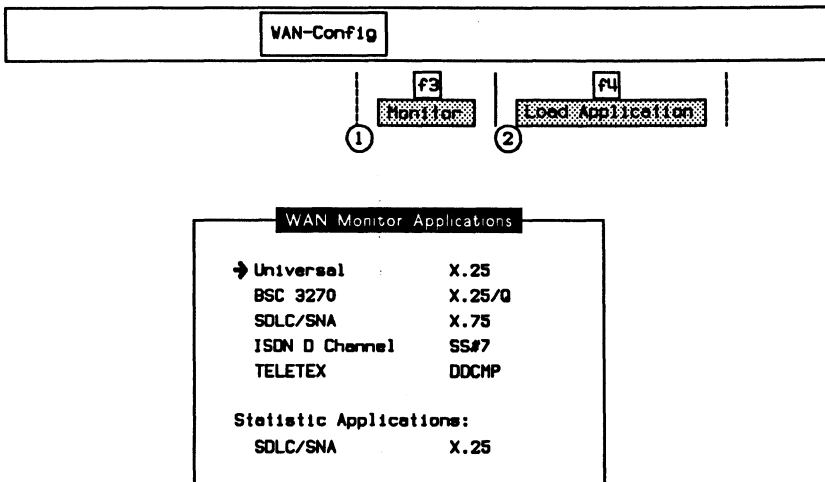 WAN-Config
f3 f4
Monitor Load Application
1 2
WAN Monitor Applications
Universal X.25
BSC 3270 X.25/Q
SDLC/SNA X.75
ISDN D Channel SS#7
TELETEX DDCMP
Statistic Applications:
SDLC/SNA X.25